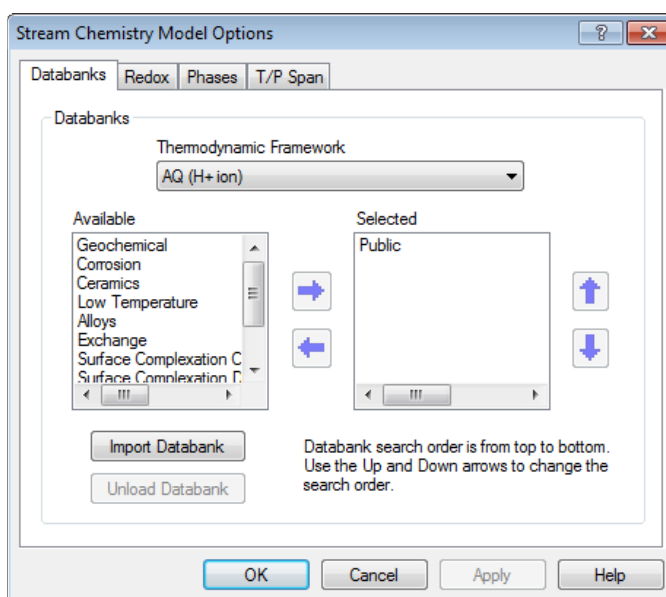 Stream Chemistry Model Options
Databanks Redox Phases T/P Span
Databanks
Thermodynamic Framework
AQ (H+ ion)
Available
Geochemical
Corrosion
Ceramics
Low Temperature
Alloys
Exchange
Surface Complexation C
Surface Complexation D
Selected
Public
Import Databank
Unload Databank
Databank search order is from top to bottom.
Use the Up and Down arrows to change the
search order.
OK Cancel Apply Help